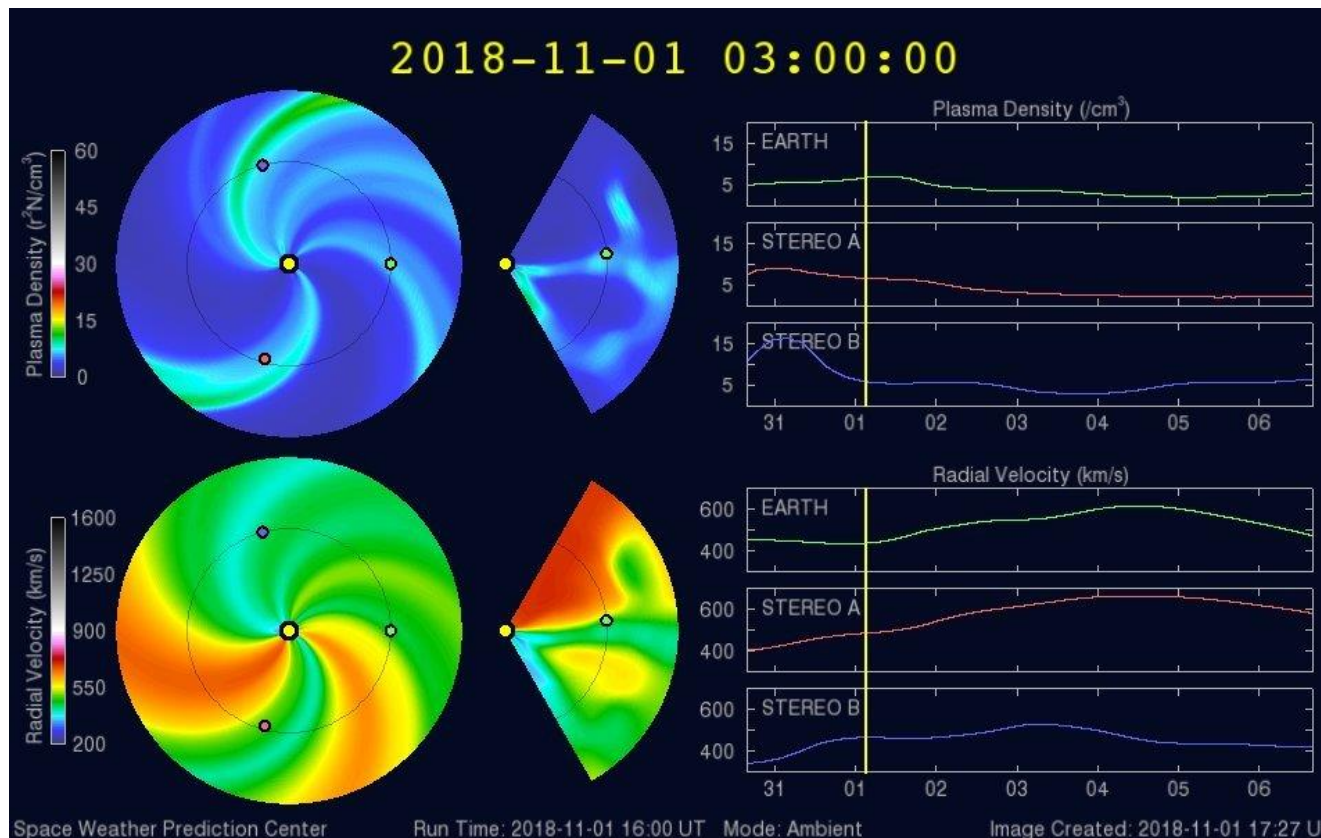 2018-11-01 03:00:00
Plasma Density (r²N/cm³)
60
45
30
15
0
Plasma Density (/cm³)
EARTH
15
5
STEREO A
15
5
STEREO B
15
5
31 01 02 03 04 05 06
Radial Velocity (km/s)
1600
1250
900
550
200
Radial Velocity (km/s)
EARTH
600
400
STEREO A
600
400
STEREO B
600
400
31 01 02 03 04 05 06
Space Weather Prediction Center Run Time: 2018-11-01 16:00 UT Mode: Ambient Image Created: 2018-11-01 17:27 U